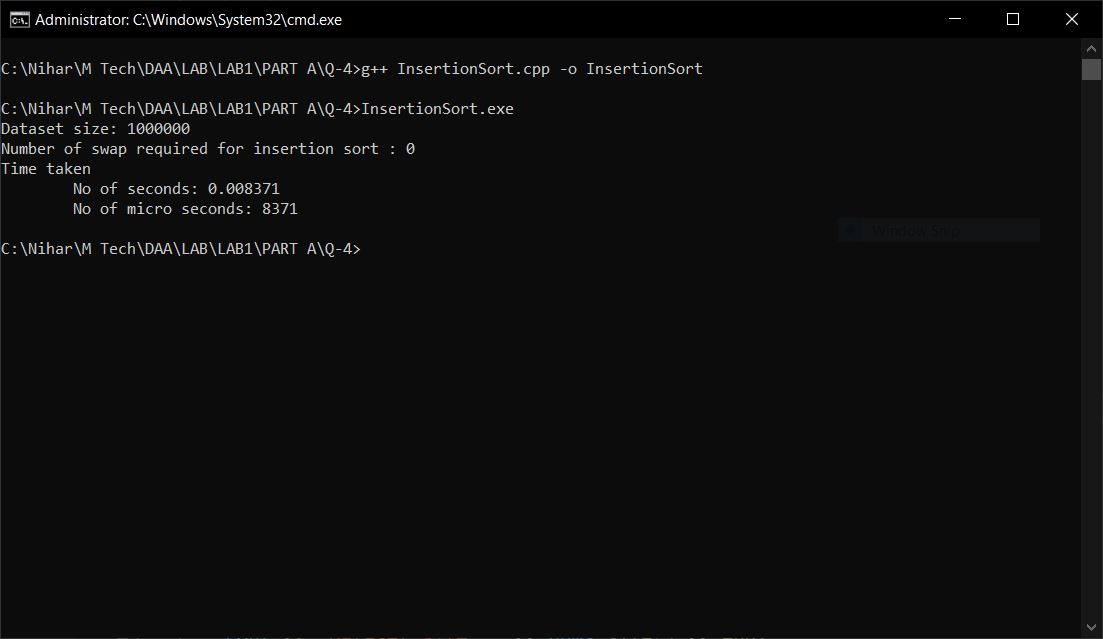 Administrator: C:\Windows\System32\cmd.exe
C:\Nihar\M Tech\DAA\LAB\LAB1\PART A\Q-4>g++ InsertionSort.cpp -o InsertionSort
C:\Nihar\M Tech\DAA\LAB\LAB1\PART A\Q-4>InsertionSort.exe
Dataset size: 1000000
Number of swap required for insertion sort : 0
Time taken
        No of seconds: 0.008371
        No of micro seconds: 8371
Window Snip
C:\Nihar\M Tech\DAA\LAB\LAB1\PART A\Q-4>